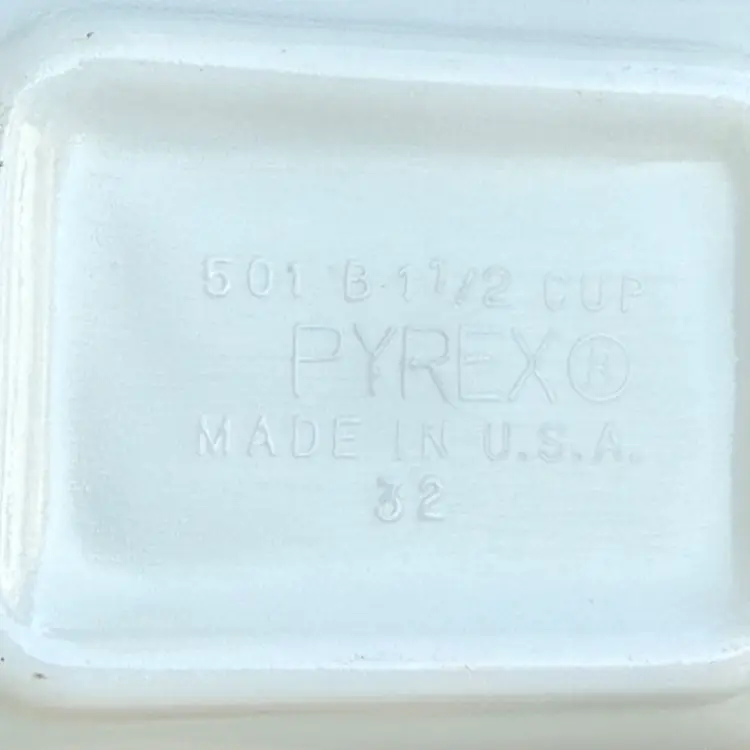 501 B 1 1/2 CUP
PYREX®
MADE IN U.S.A.
32